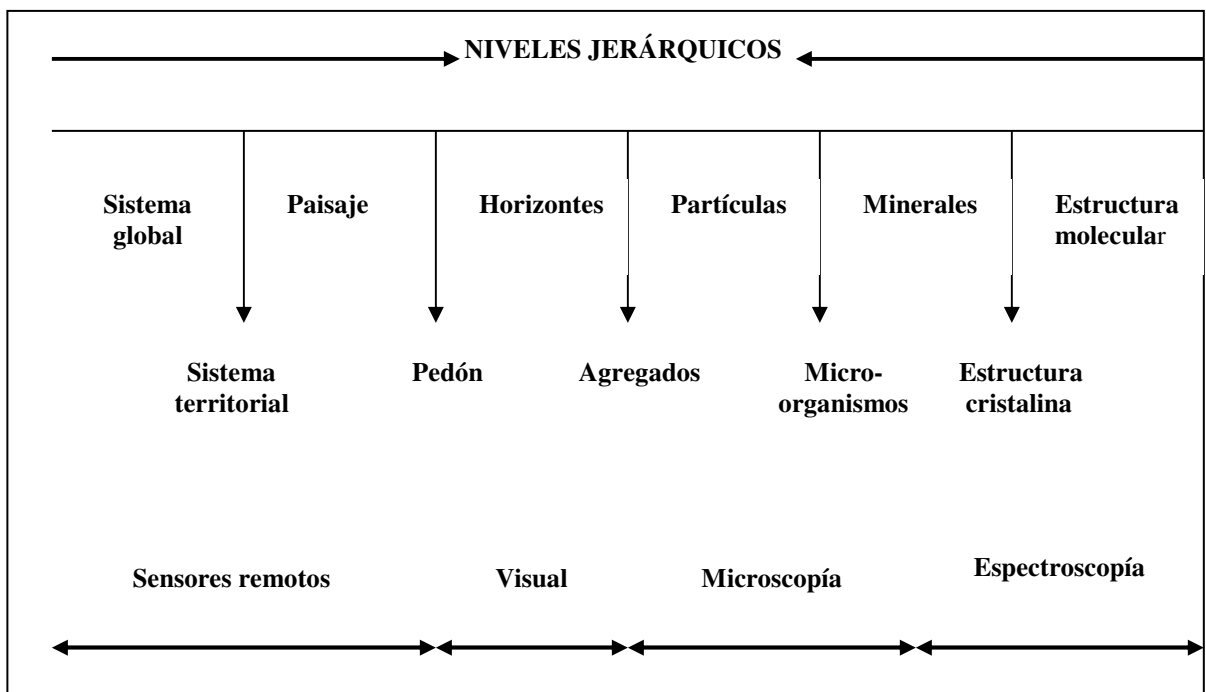 NIVELES JERÁRQUICOS
Sistema
global
Paisaje
Horizontes
Partículas
Minerales
Estructura
molecular
Sistema
territorial
Pedón
Agregados
Micro-
organismos
Estructura
cristalina
Sensores remotos
Visual
Microscopía
Espectroscopía